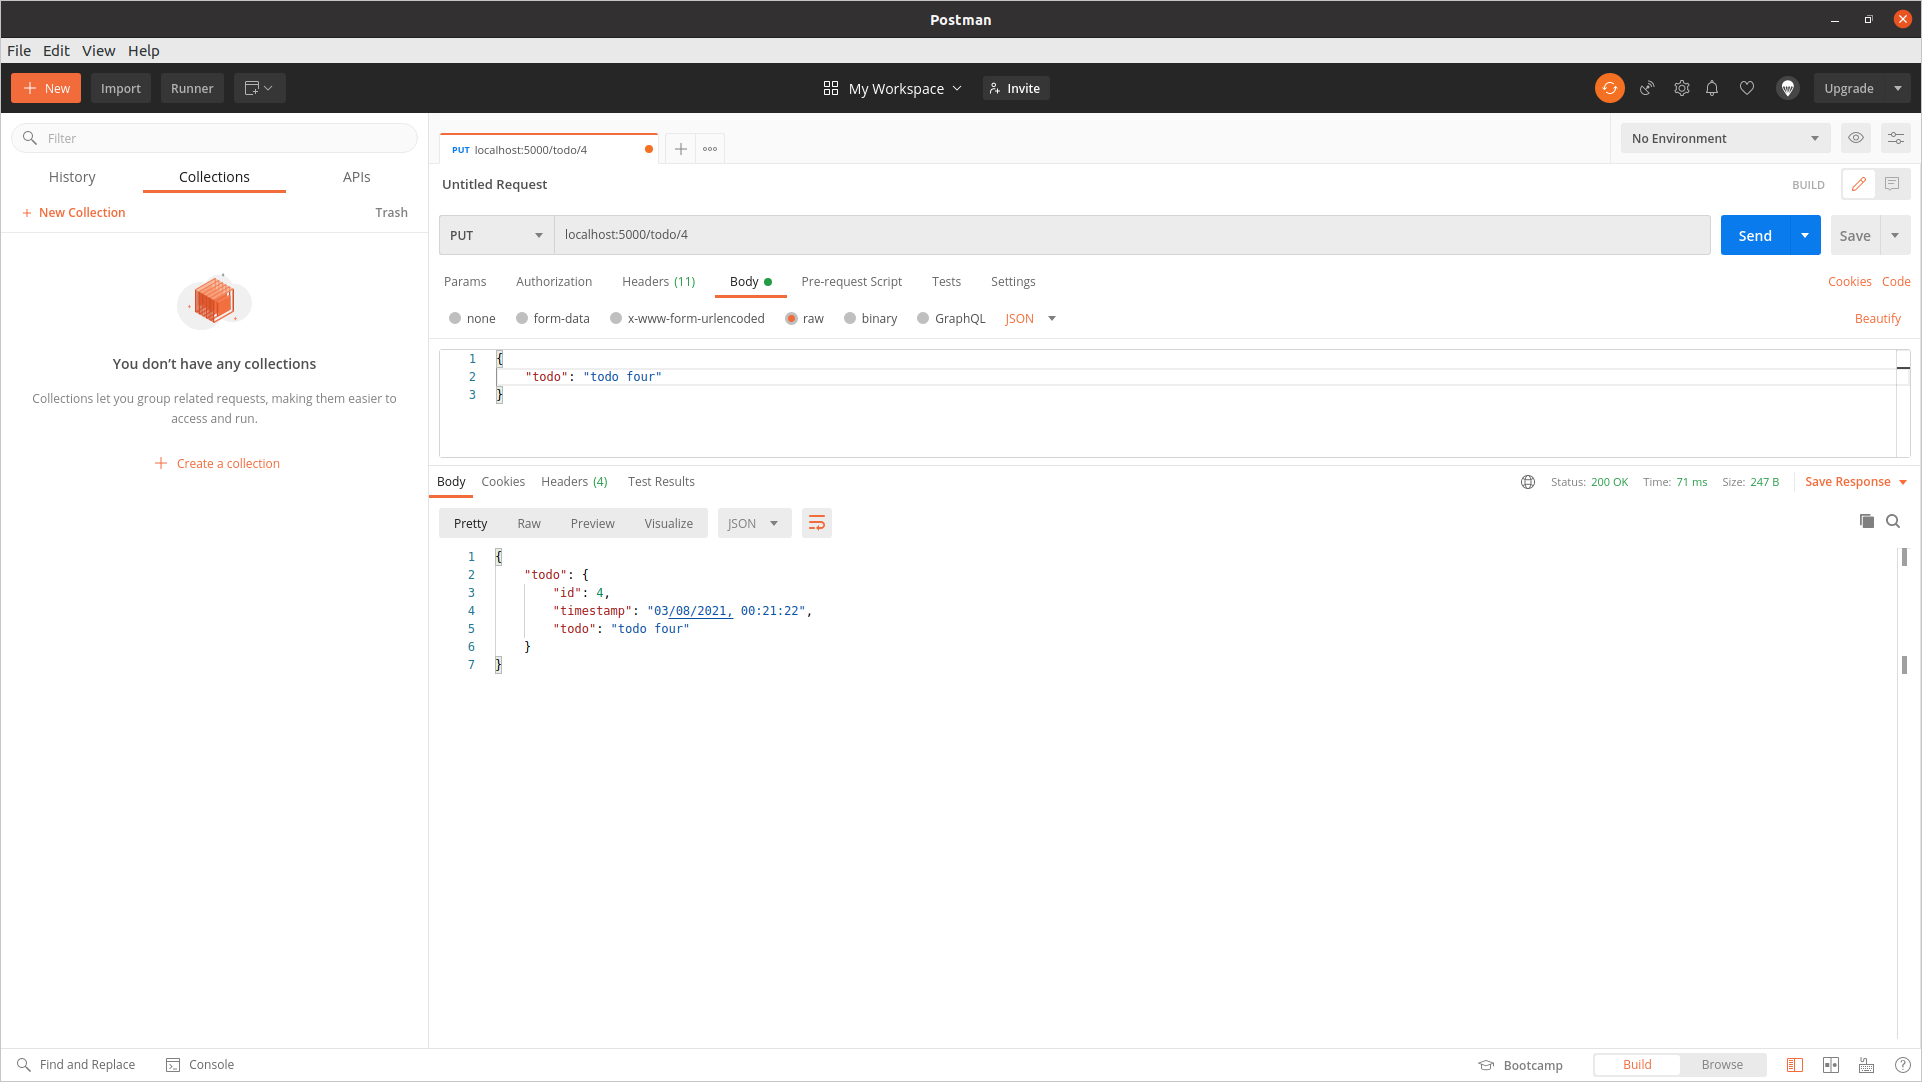 Postman
File Edit View Help
New Import Runner My Workspace Invite Upgrade
Filter
History Collections APIs
New Collection Trash
You don’t have any collections
Collections let you group related requests, making them easier to
access and run.
Create a collection
PUT localhost:5000/todo/4
No Environment
Untitled Request BUILD
PUT localhost:5000/todo/4 Send Save
Params Authorization Headers (11) Body Pre-request Script Tests Settings Cookies Code
none form-data x-www-form-urlencoded raw binary GraphQL JSON Beautify
1 {
2 "todo": "todo four"
3 }
Body Cookies Headers (4) Test Results Status: 200 OK Time: 71 ms Size: 247 B Save Response
Pretty Raw Preview Visualize JSON
1 {
2 "todo": {
3 "id": 4,
4 "timestamp": "03/08/2021, 00:21:22",
5 "todo": "todo four"
6 }
7 }
Find and Replace Console Bootcamp Build Browse